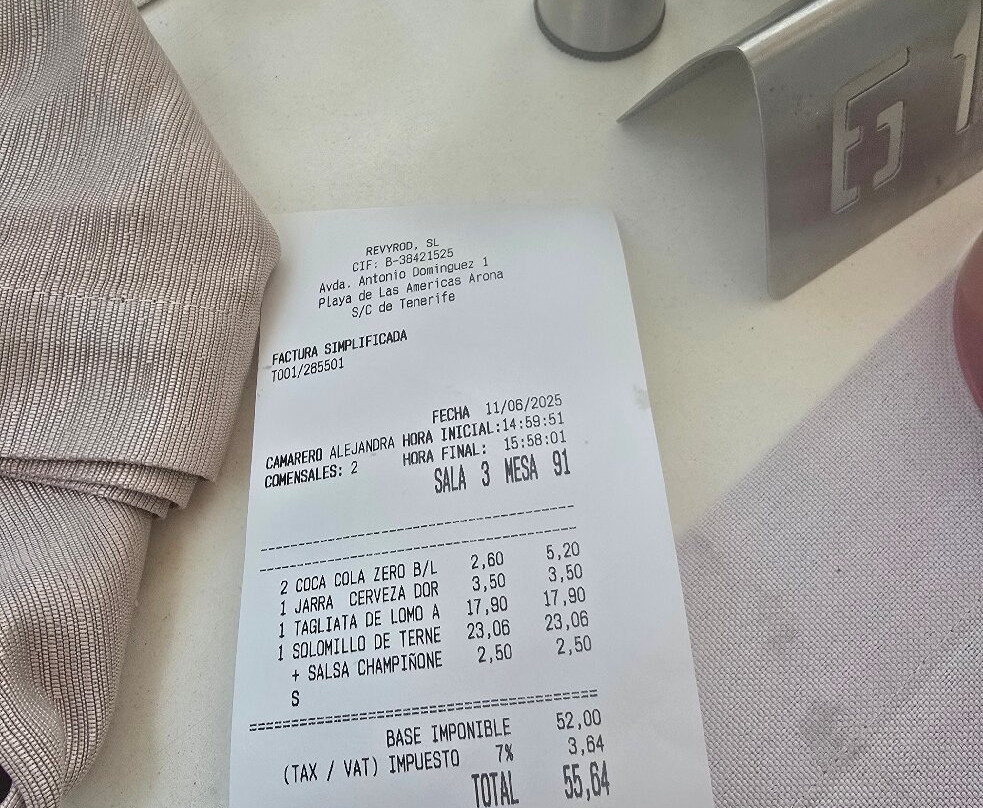 REVYROD, SL
CIF: B-38421525
Avda. Antonio Dominguez 1
Playa de Las Americas Arona
S/C de Tenerife
FACTURA SIMPLIFICADA
T001/285501
FECHA 11/06/2025
CAMARERO ALEJANDRA HORA INICIAL:14:59:51
COMENSALES: 2 HORA FINAL: 15:58:01
SALA 3 MESA 91
2 COCA COLA ZERO B/L 2,60 5,20
1 JARRA CERVEZA DOR 3,50 3,50
1 TAGLIATA DE LOMO A 17,90 17,90
1 SOLOMILLO DE TERNE 23,06 23,06
+ SALSA CHAMPIÑONE 2,50 2,50
S
BASE IMPONIBLE 52,00
(TAX / VAT) IMPUESTO 7% 3,64
TOTAL 55,64